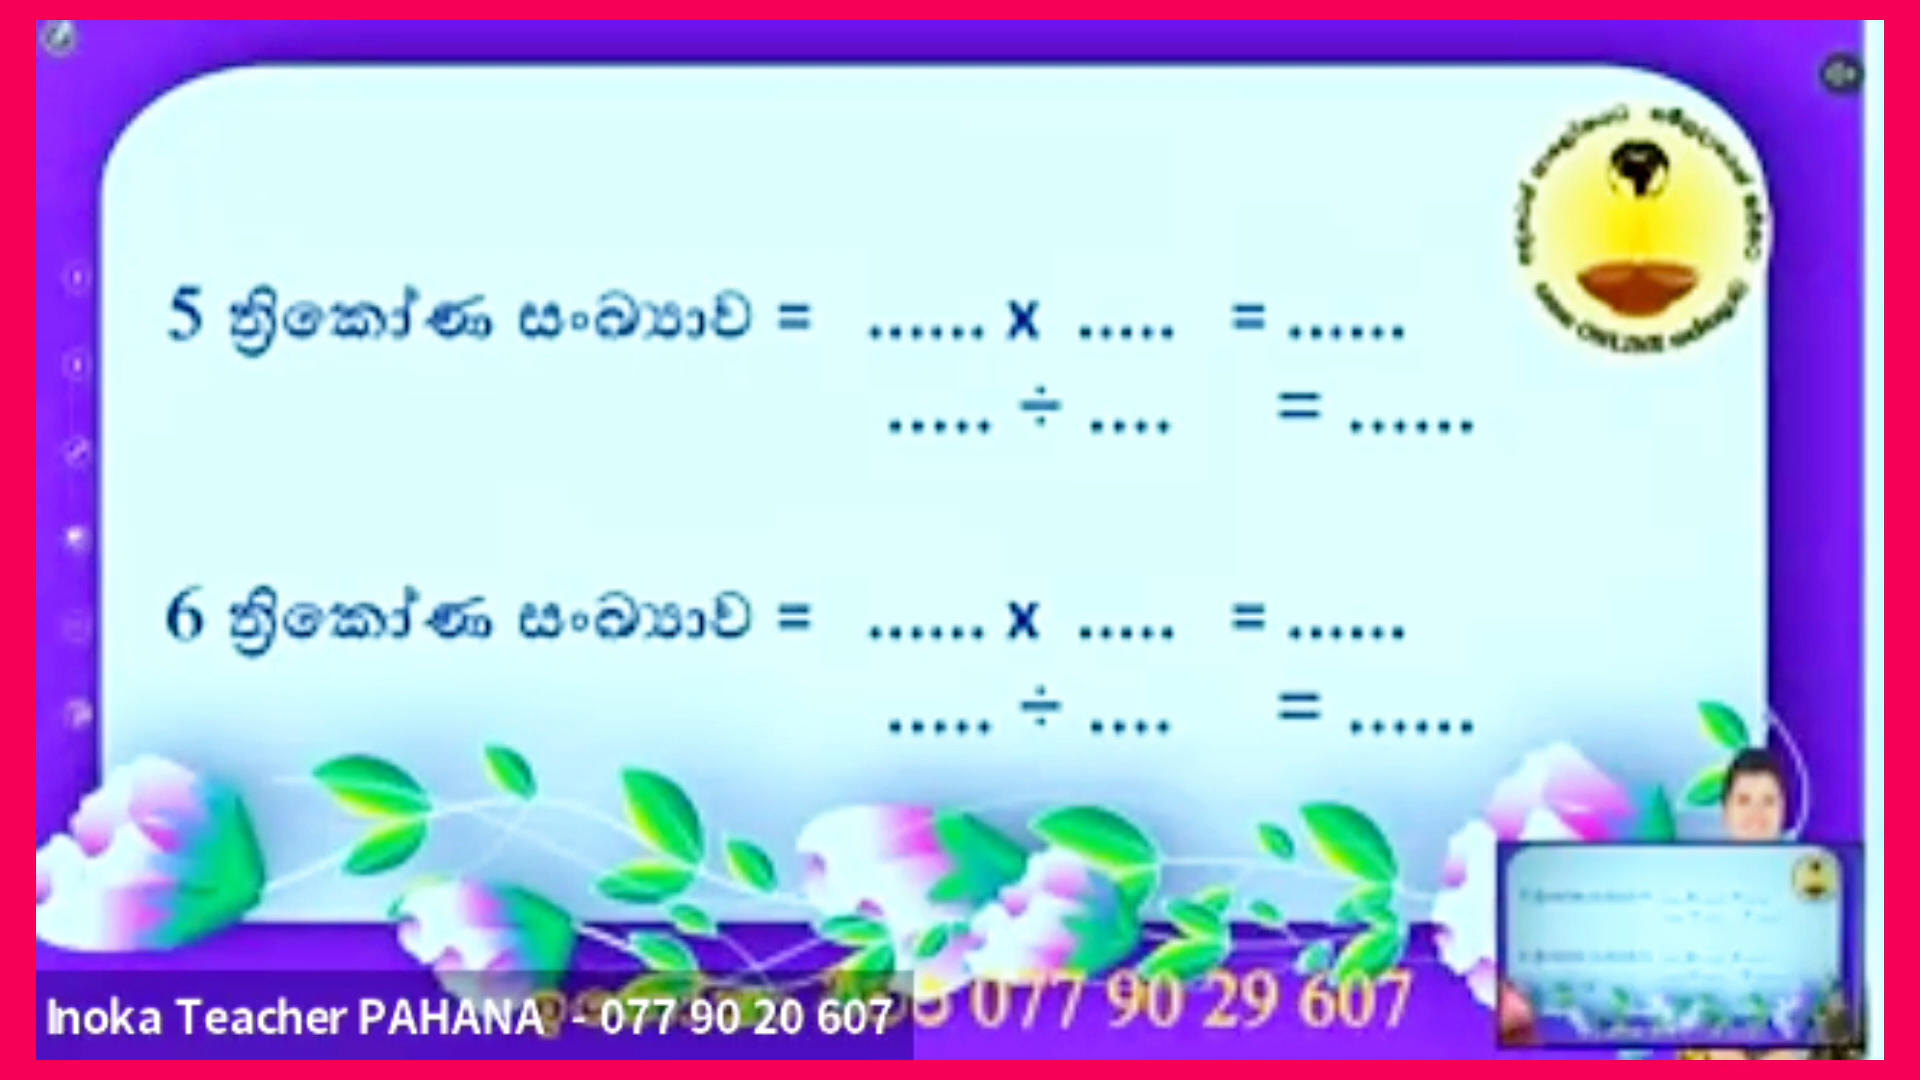 5 ත්‍රිකෝණ සංඛ්‍යාව = ...... x ..... = ......
..... ÷ .... = ......
6 ත්‍රිකෝණ සංඛ්‍යාව = ...... x ..... = ......
..... ÷ .... = ......
077 90 29 607
Inoka Teacher PAHANA - 077 90 20 607